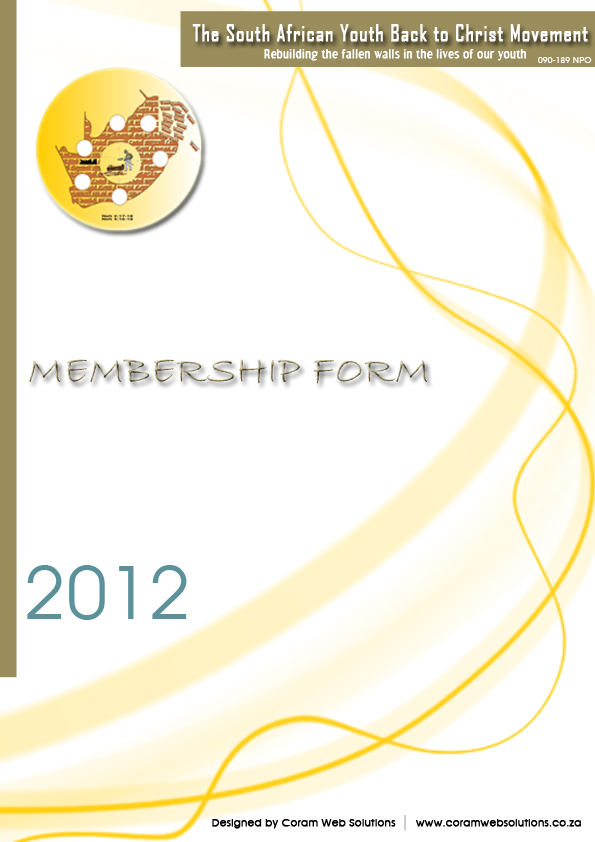 The South African Youth Back to Christ Movement
Rebuilding the fallen walls in the lives of our youth
090-189 NPO
MEMBERSHIP FORM
2012
Designed by Coram Web Solutions | www.coramwebsolutions.co.za